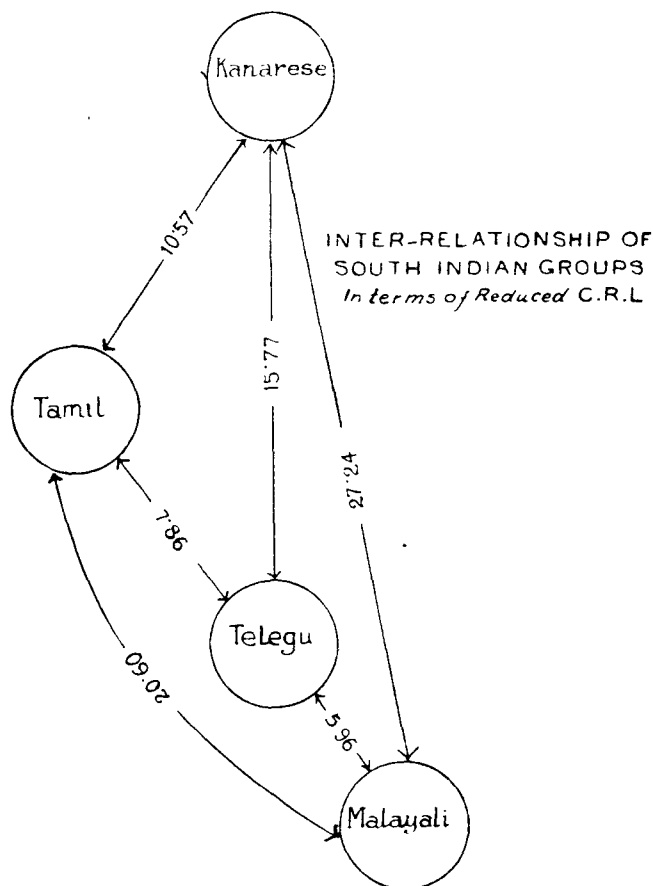 Kanarese
10·57
INTER-RELATIONSHIP OF
SOUTH INDIAN GROUPS
In terms of Reduced C.R.L
15·77
Tamil
27·24
7·86
Telegu
20·60
5·96
Malayali